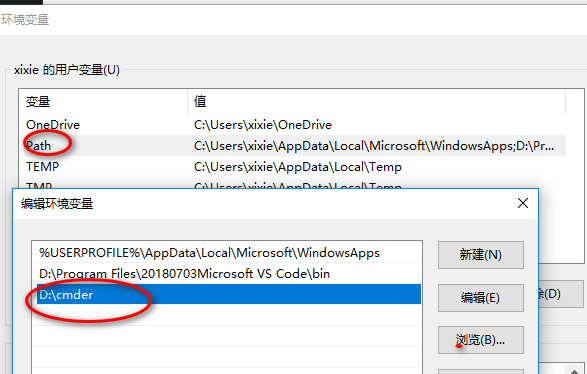 环境变量
xixie 的用户变量(U)
变量 值
OneDrive C:\Users\xixie\OneDrive
Path C:\Users\xixie\AppData\Local\Microsoft\WindowsApps;D:\Pr...
TEMP C:\Users\xixie\AppData\Local\Temp
TMP C:\Users\xixie\AppData\Local\Temp
编辑环境变量
%USERPROFILE%\AppData\Local\Microsoft\WindowsApps
新建(N)
D:\Program Files\20180703Microsoft VS Code\bin
D:\cmder
编辑(E)
除(D)
浏览(B)...